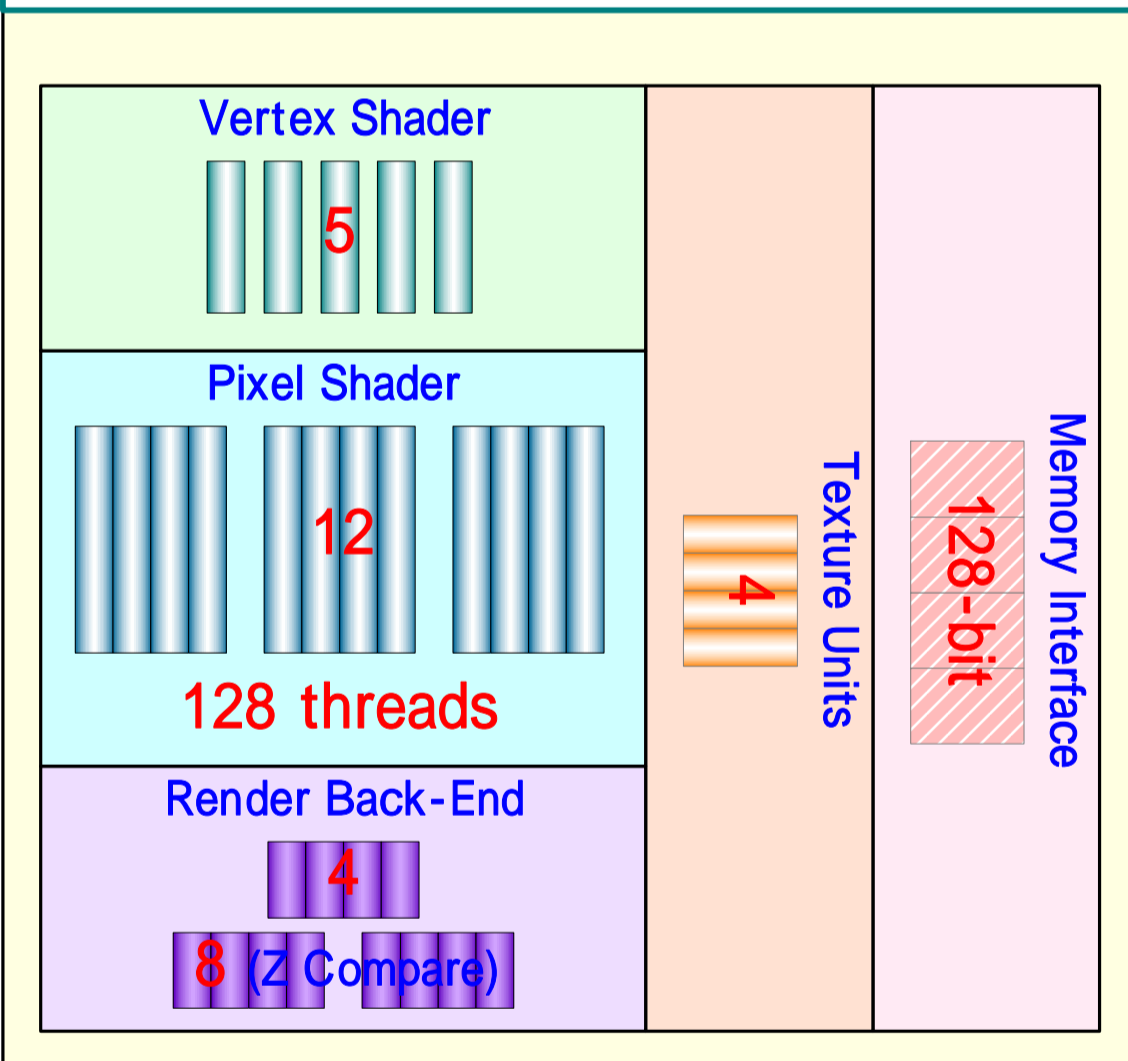 Vertex Shader
5
Pixel Shader
12
128 threads
Render Back-End
4
8 (Z Compare)
Texture Units
4
Memory Interface
128-bit